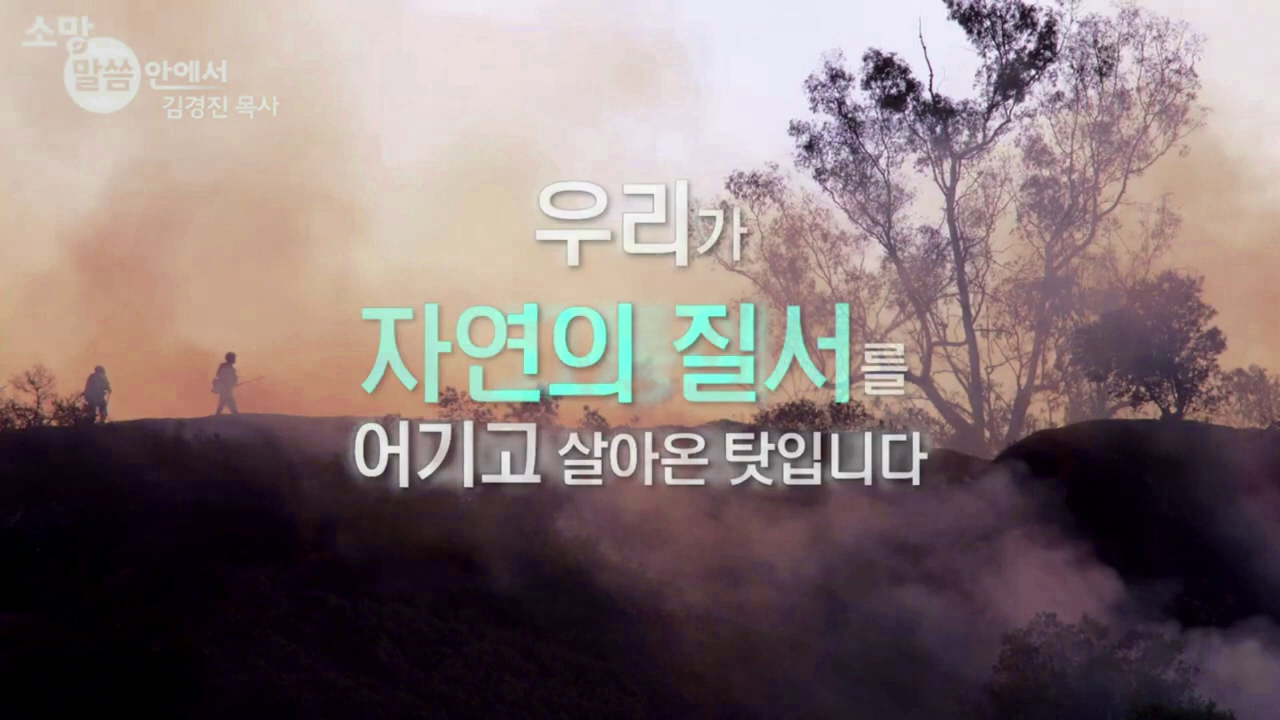 소망
말씀 안에서
김경진 목사
우리가
자연의 질서를
어기고 살아온 탓입니다